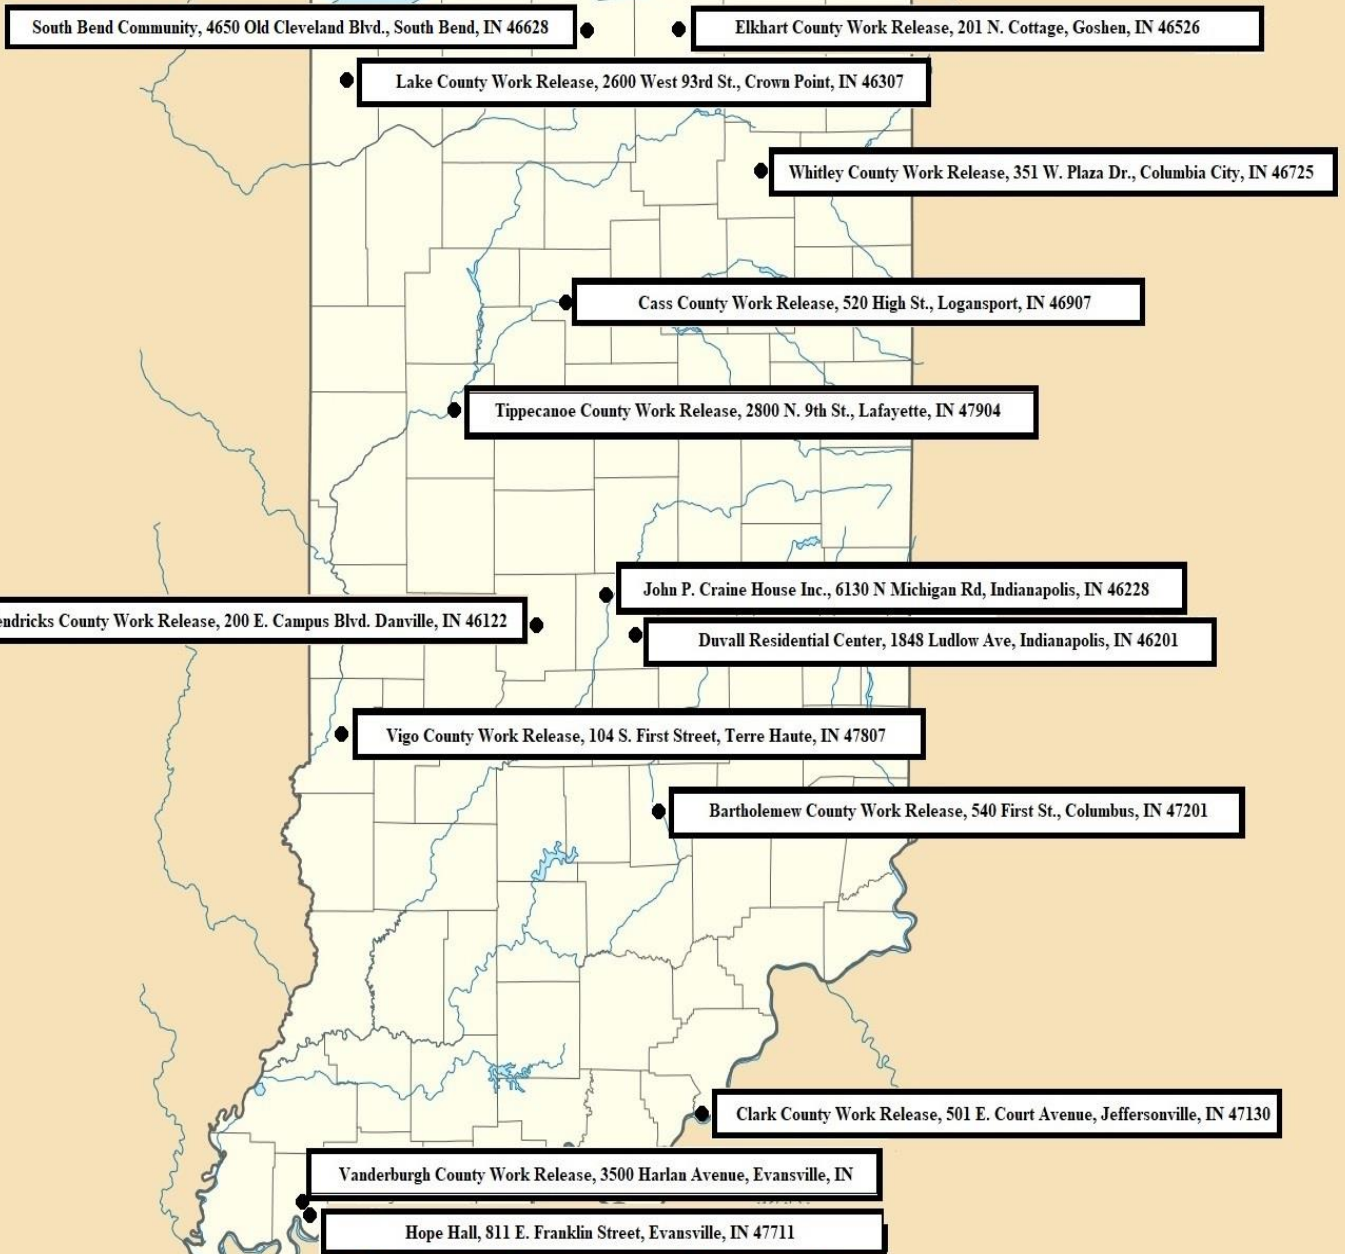 South Bend Community, 4650 Old Cleveland Blvd., South Bend, IN 46628
Elkhart County Work Release, 201 N. Cottage, Goshen, IN 46526
Lake County Work Release, 2600 West 93rd St., Crown Point, IN 46307
Whitley County Work Release, 351 W. Plaza Dr., Columbia City, IN 46725
Cass County Work Release, 520 High St., Logansport, IN 46907
Tippecanoe County Work Release, 2800 N. 9th St., Lafayette, IN 47904
John P. Craine House Inc., 6130 N Michigan Rd, Indianapolis, IN 46228
endricks County Work Release, 200 E. Campus Blvd. Danville, IN 46122
Duvall Residential Center, 1848 Ludlow Ave, Indianapolis, IN 46201
Vigo County Work Release, 104 S. First Street, Terre Haute, IN 47807
Bartholemew County Work Release, 540 First St., Columbus, IN 47201
Clark County Work Release, 501 E. Court Avenue, Jeffersonville, IN 47130
Vanderburgh County Work Release, 3500 Harlan Avenue, Evansville, IN
Hope Hall, 811 E. Franklin Street, Evansville, IN 47711